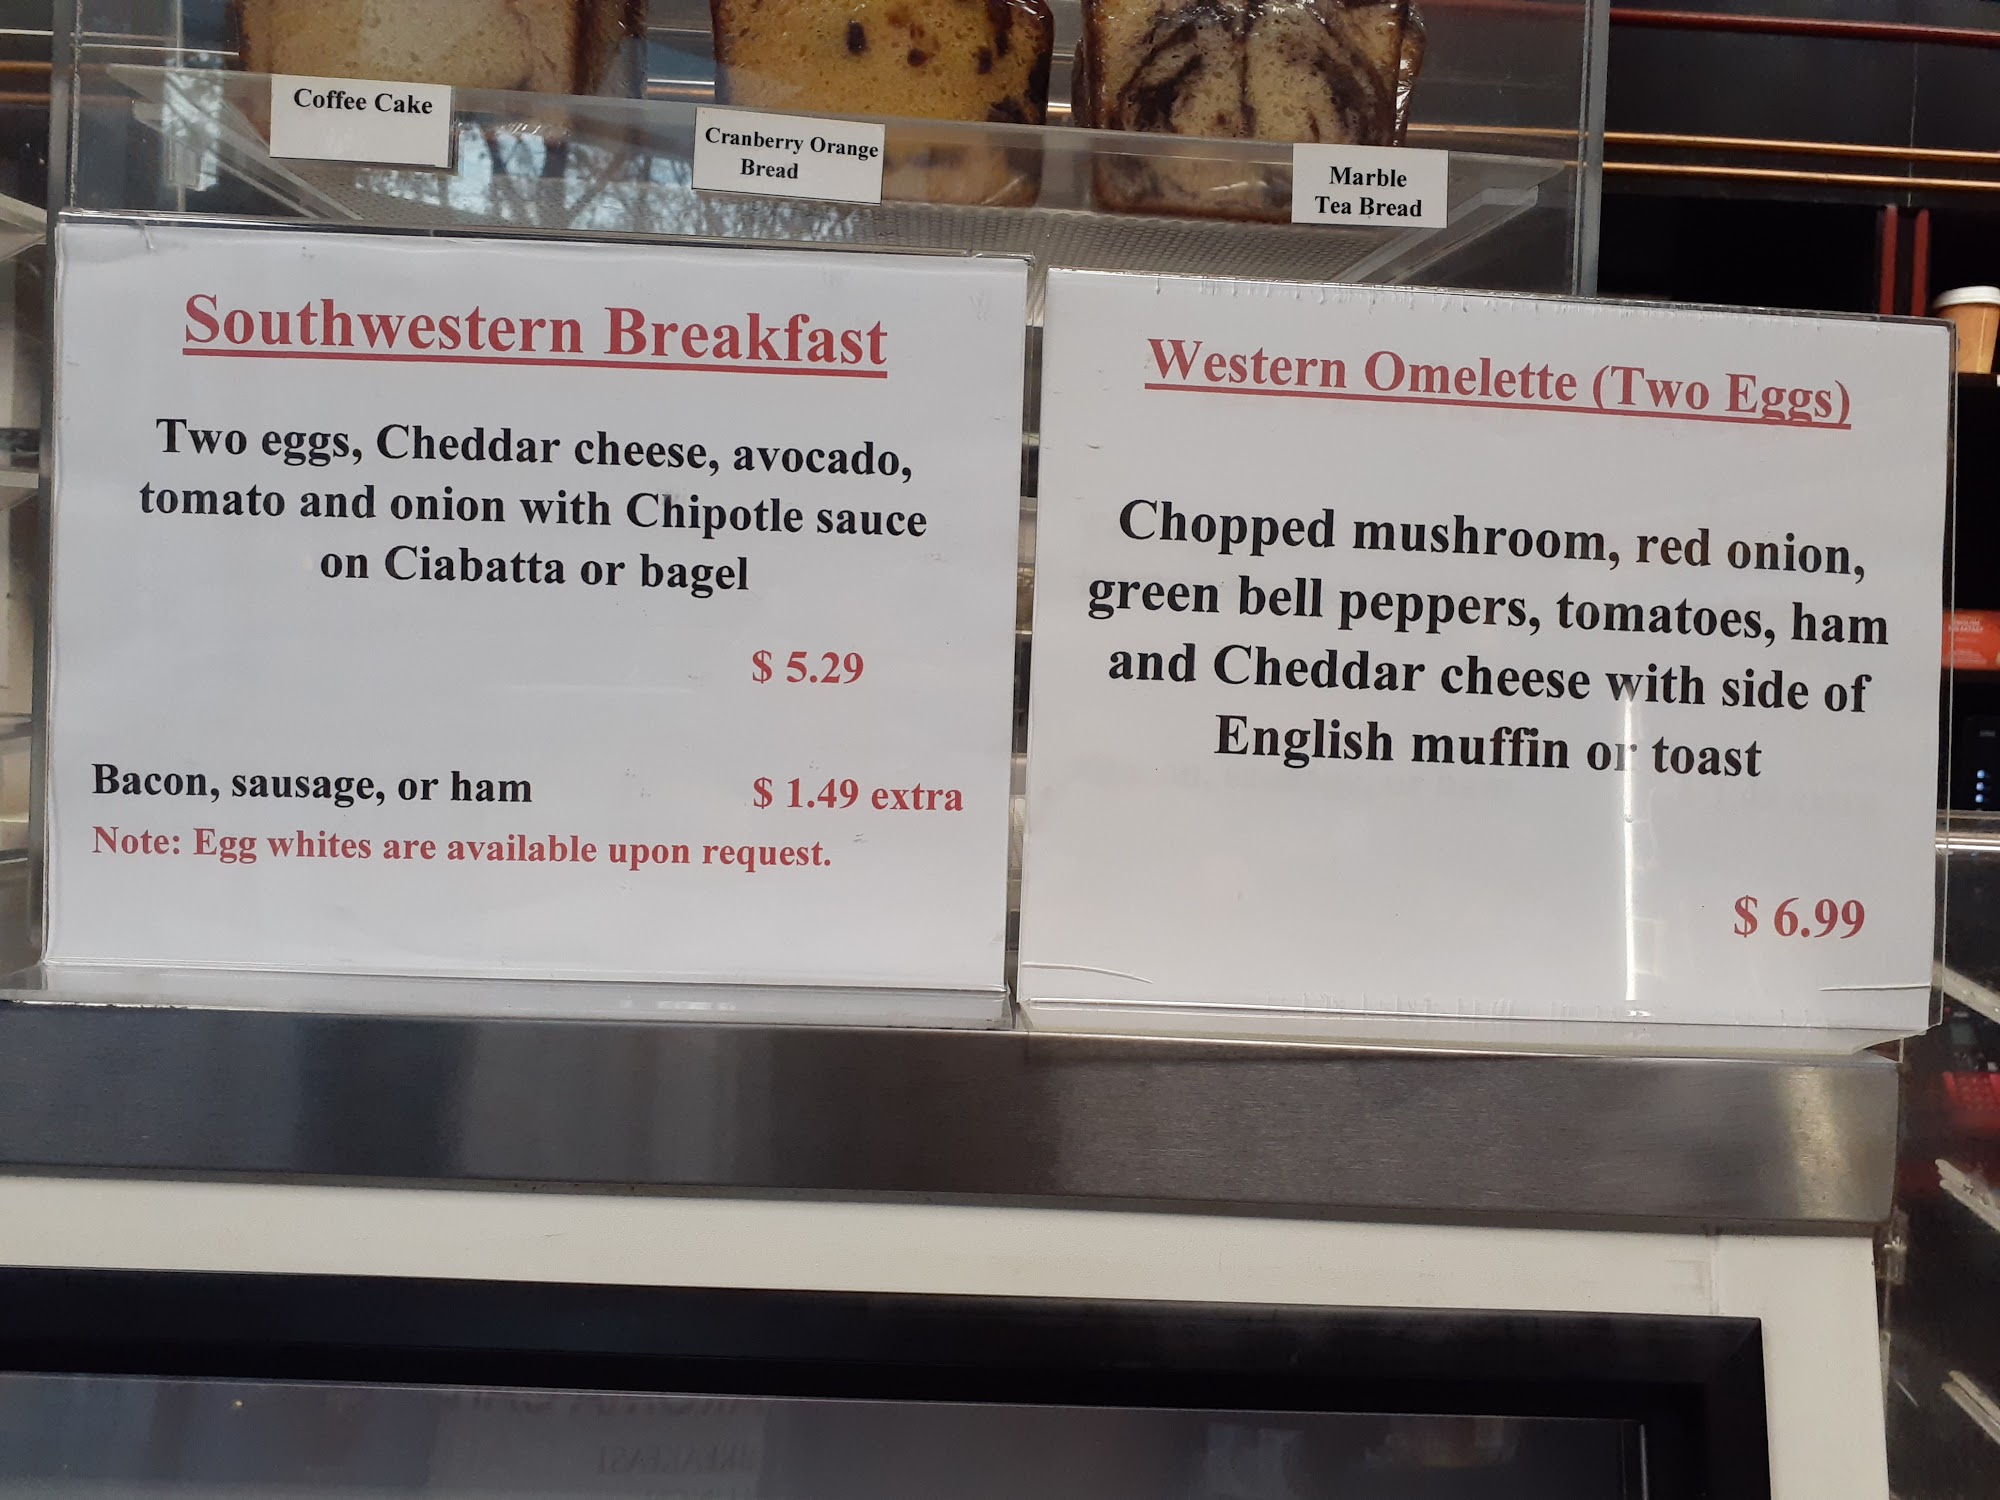 Coffee Cake
Cranberry Orange
Bread
Marble
Tea Bread
Southwestern Breakfast
Two eggs, Cheddar cheese, avocado,
tomato and onion with Chipotle sauce
on Ciabatta or bagel
$ 5.29
Bacon, sausage, or ham $ 1.49 extra
Note: Egg whites are available upon request.
Western Omelette (Two Eggs)
Chopped mushroom, red onion,
green bell peppers, tomatoes, ham
and Cheddar cheese with side of
English muffin or toast
$ 6.99